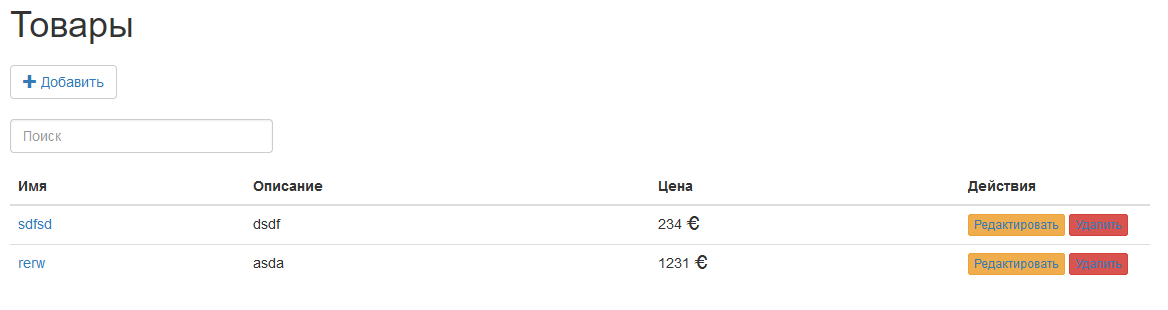 Товары
Добавить
Поиск
Имя Описание Цена Действия
sdfsd dsdf 234 € Редактировать Удалить
rerw asda 1231 € Редактировать Удалить